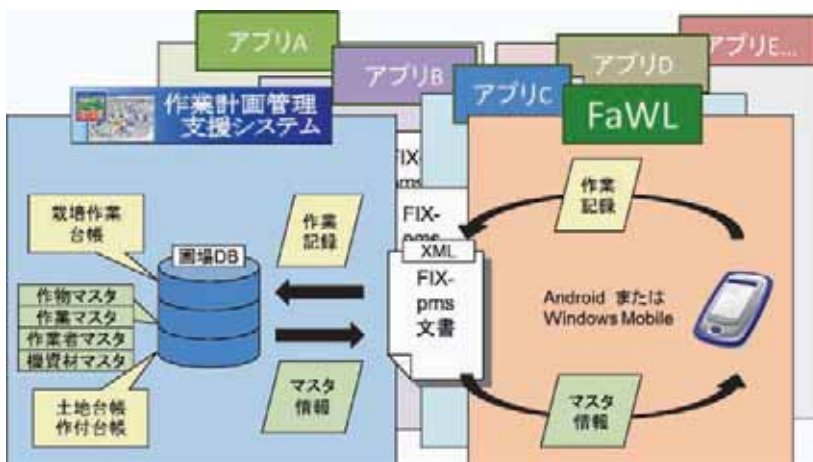 アプリA
アプリB
アプリC
アプリD
アプリE...
作業計画管理
支援システム
FaWL
栽培作業
台帳
圃場DB
作物マスタ
作業マスタ
作業者マスタ
機資材マスタ
土地台帳
作付台帳
作業
記録
マスタ
情報
FIX-
pms
FIX-
pms
XML
FIX-
pms
文書
作業
記録
Android または
Windows Mobile
マスタ
情報